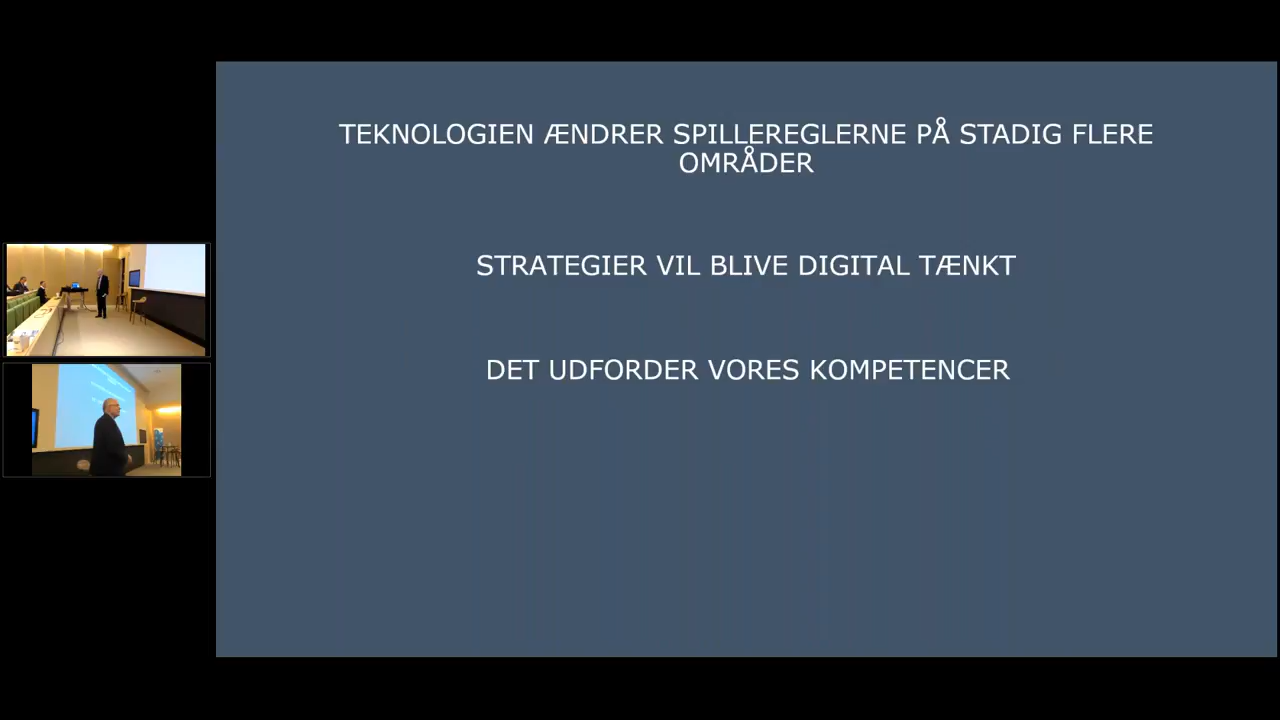 TEKNOLOGIEN ÆNDRER SPILLEREGLERNE PÅ STADIG FLERE
OMRÅDER
STRATEGIER VIL BLIVE DIGITAL TÆNKT
DET UDFORDER VORES KOMPETENCER